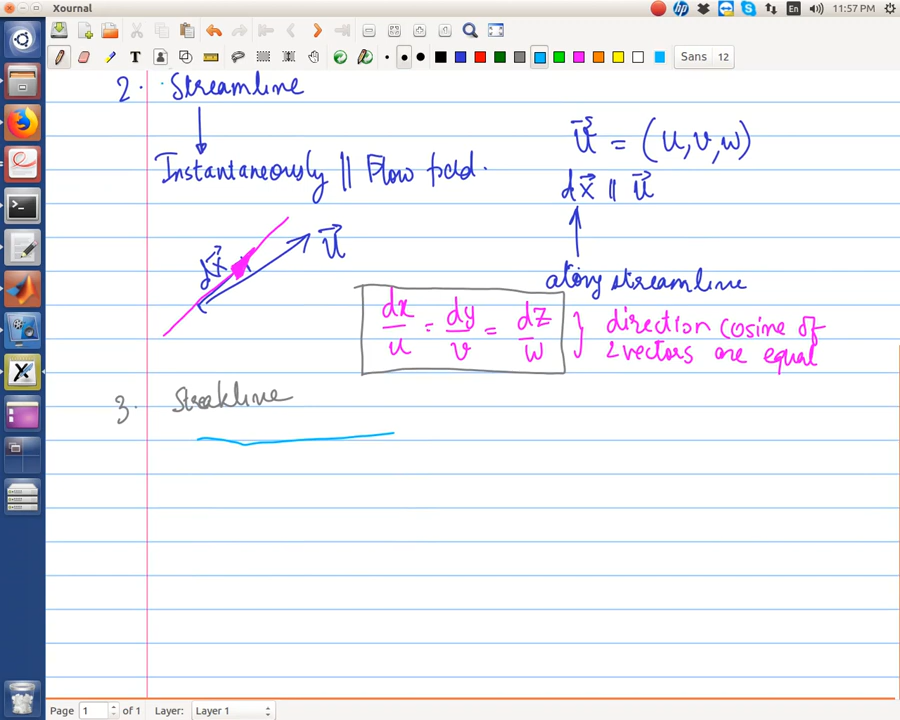 Xournal
En
11:57 PM
Sans 12
2. Streamline
Instantaneously || Flow field.
U⃗ = (u,v,w)
dx⃗ || U⃗
along streamline
dx⃗
U⃗
dx/u = dy/v = dz/w } direction cosine of
2 vectors are equal
3. Streakline
Page 1 of 1 Layer: Layer 1